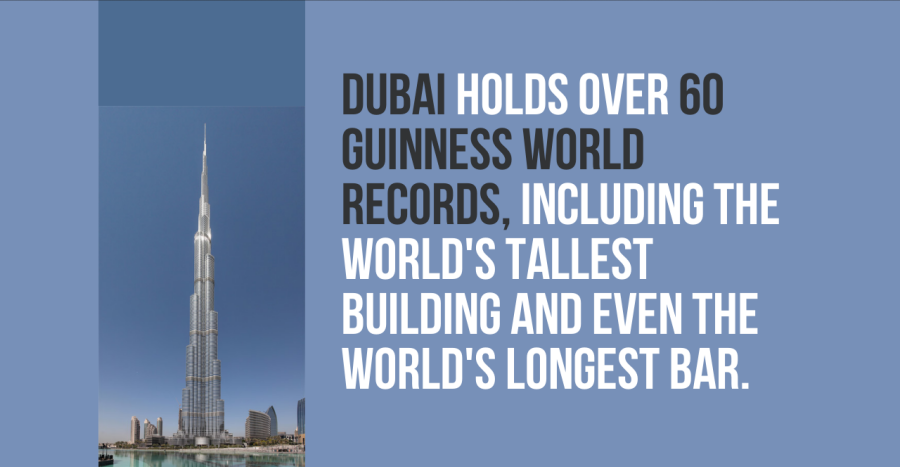 DUBAI HOLDS OVER 60
GUINNESS WORLD
RECORDS, INCLUDING THE
WORLD'S TALLEST
BUILDING AND EVEN THE
WORLD'S LONGEST BAR.